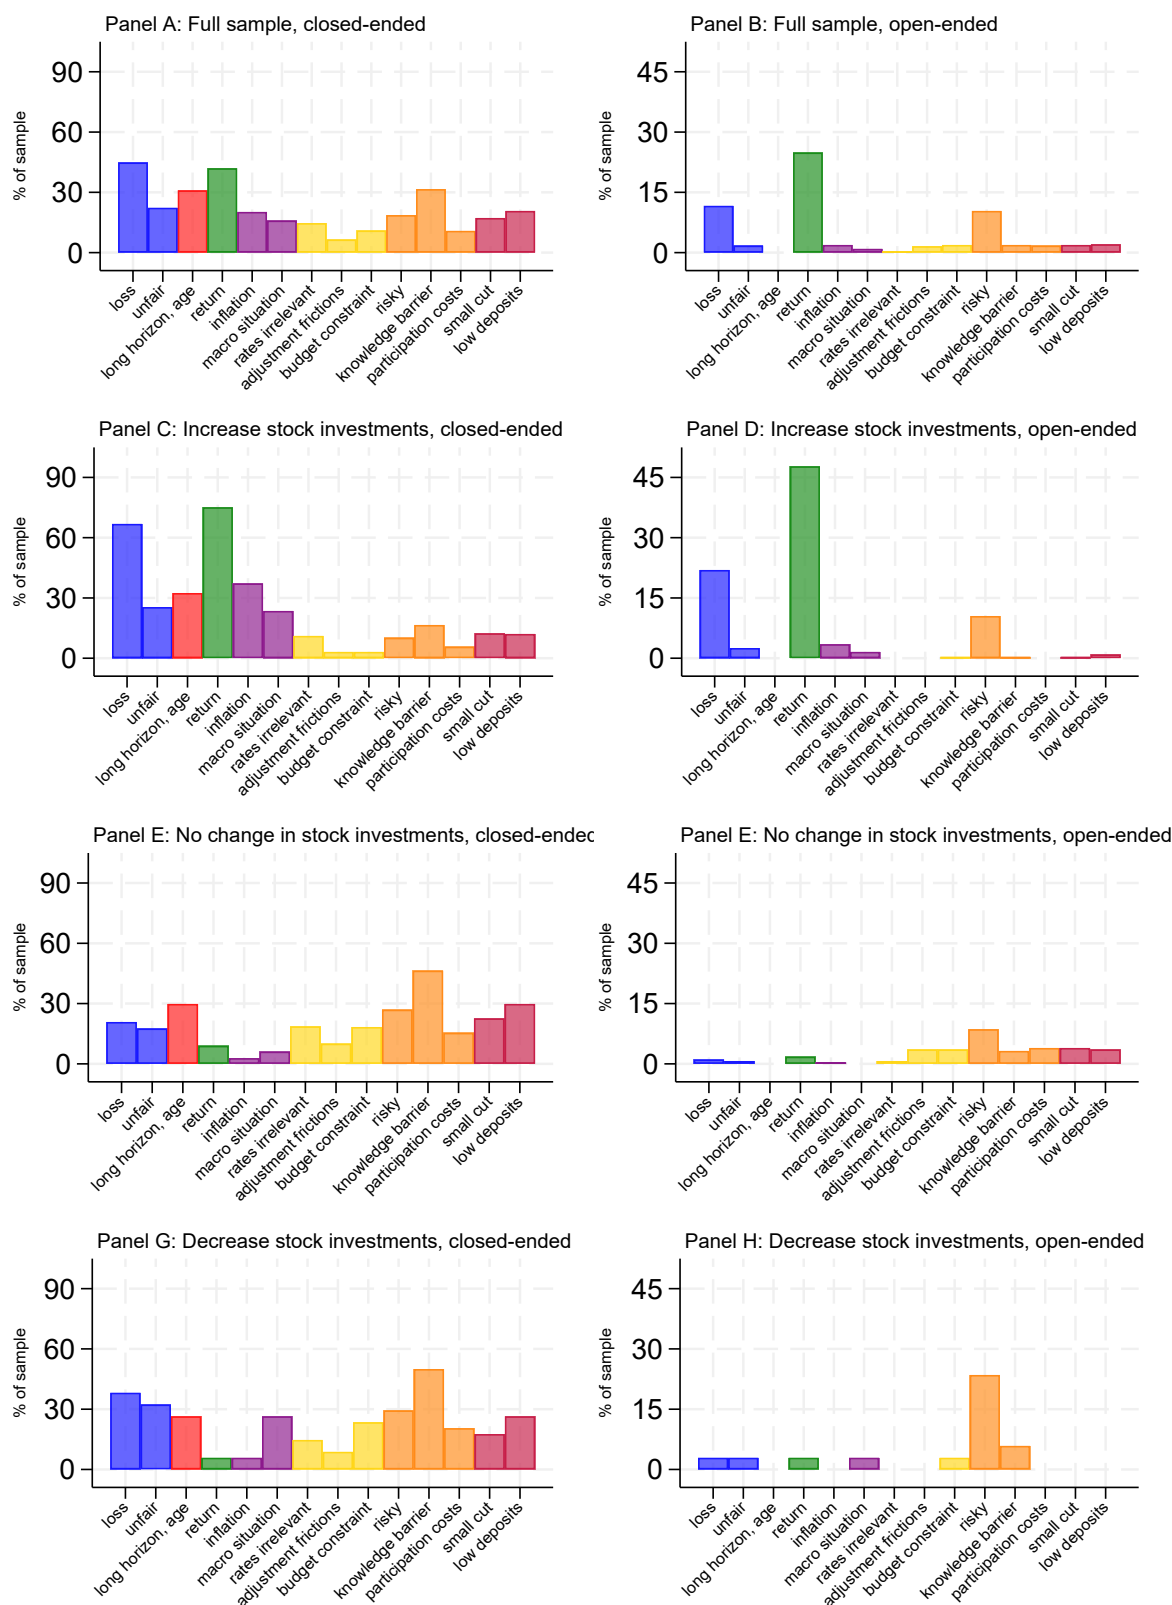 Panel A: Full sample, closed-ended
% of sample
90
60
30
0
loss
unfair
long horizon, age
return
inflation
macro situation
rates irrelevant
adjustment frictions
budget constraint
risky
knowledge barrier
participation costs
small cut
low deposits
Panel B: Full sample, open-ended
% of sample
45
30
15
0
loss
unfair
long horizon, age
return
inflation
macro situation
rates irrelevant
adjustment frictions
budget constraint
risky
knowledge barrier
participation costs
small cut
low deposits
Panel C: Increase stock investments, closed-ended
% of sample
90
60
30
0
loss
unfair
long horizon, age
return
inflation
macro situation
rates irrelevant
adjustment frictions
budget constraint
risky
knowledge barrier
participation costs
small cut
low deposits
Panel D: Increase stock investments, open-ended
% of sample
45
30
15
0
loss
unfair
long horizon, age
return
inflation
macro situation
rates irrelevant
adjustment frictions
budget constraint
risky
knowledge barrier
participation costs
small cut
low deposits
Panel E: No change in stock investments, closed-endec
% of sample
90
60
30
0
loss
unfair
long horizon, age
return
inflation
macro situation
rates irrelevant
adjustment frictions
budget constraint
risky
knowledge barrier
participation costs
small cut
low deposits
Panel E: No change in stock investments, open-ended
% of sample
45
30
15
0
loss
unfair
long horizon, age
return
inflation
macro situation
rates irrelevant
adjustment frictions
budget constraint
risky
knowledge barrier
participation costs
small cut
low deposits
Panel G: Decrease stock investments, closed-ended
% of sample
90
60
30
0
loss
unfair
long horizon, age
return
inflation
macro situation
rates irrelevant
adjustment frictions
budget constraint
risky
knowledge barrier
participation costs
small cut
low deposits
Panel H: Decrease stock investments, open-ended
% of sample
45
30
15
0
loss
unfair
long horizon, age
return
inflation
macro situation
rates irrelevant
adjustment frictions
budget constraint
risky
knowledge barrier
participation costs
small cut
low deposits